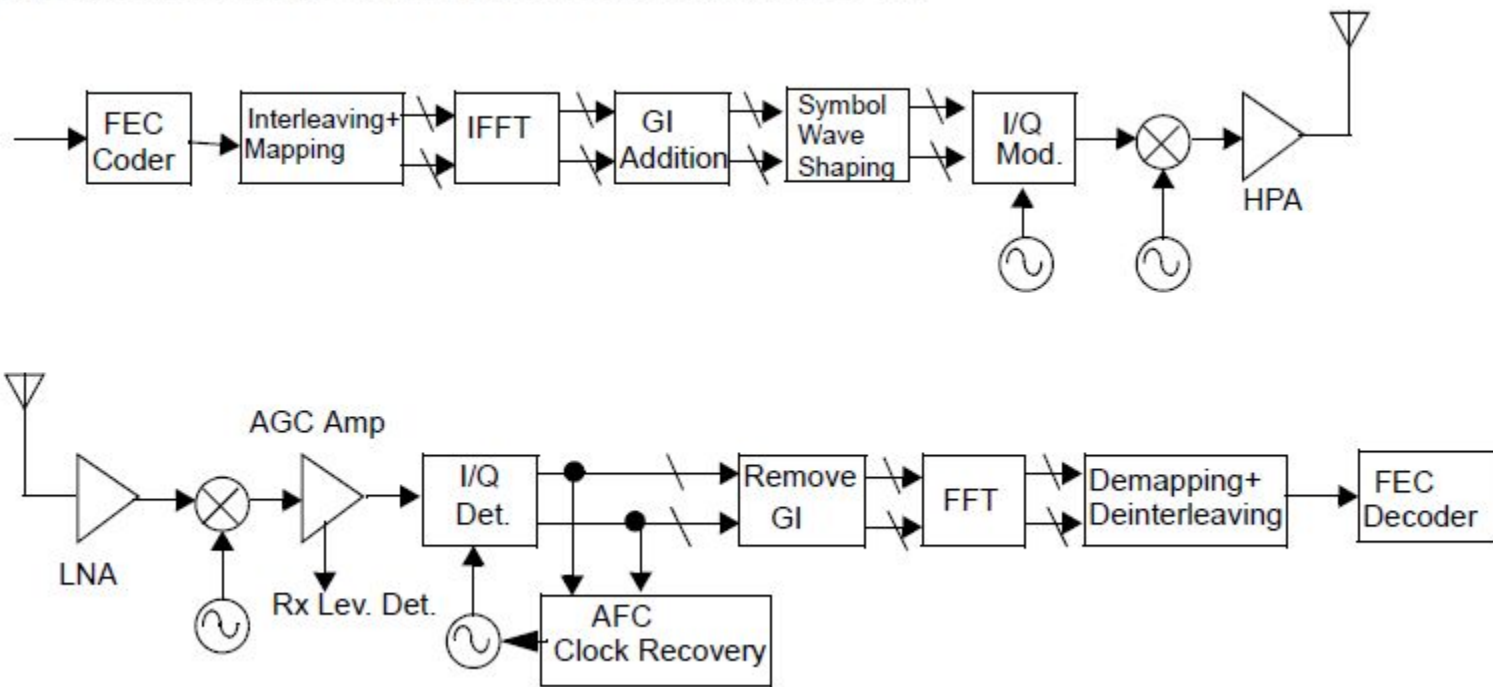 FEC
Coder
Interleaving+
Mapping
IFFT
GI
Addition
Symbol
Wave
Shaping
I/Q
Mod.
HPA
LNA
AGC Amp
Rx Lev. Det.
I/Q
Det.
AFC
Clock Recovery
Remove
GI
FFT
Demapping+
Deinterleaving
FEC
Decoder